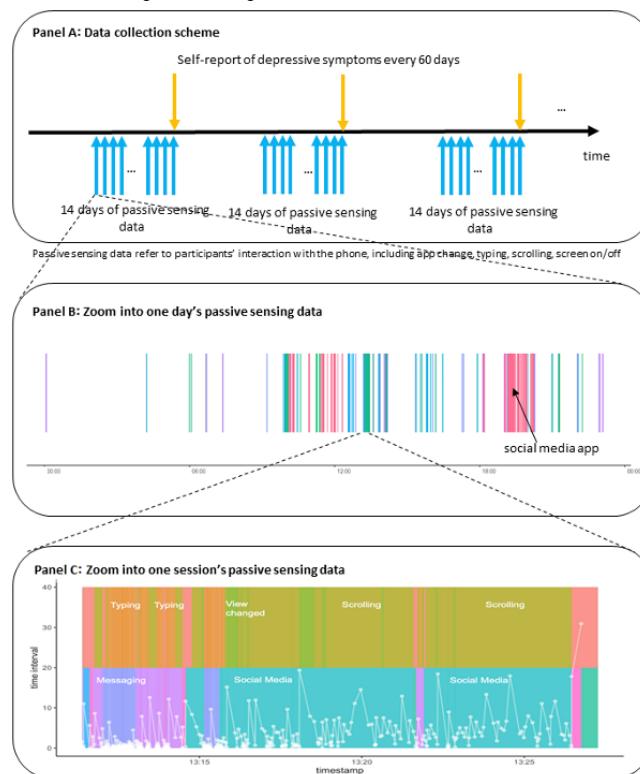 Panel A: Data collection scheme
Self-report of depressive symptoms every 60 days
...
time
... ... ...
14 days of passive sensing data
14 days of passive sensing data
14 days of passive sensing data
Passive sensing data refer to participants' interaction with the phone, including app change, typing, scrolling, screen on/off
Panel B: Zoom into one day's passive sensing data
social media app
00:00 06:00 12:00 18:00 00:00
Panel C: Zoom into one session's passive sensing data
40
30
20
10
0
time interval
Typing Typing View changed Scrolling Scrolling
Messaging Social Media Social Media
13:15 13:20 13:25
timestamp